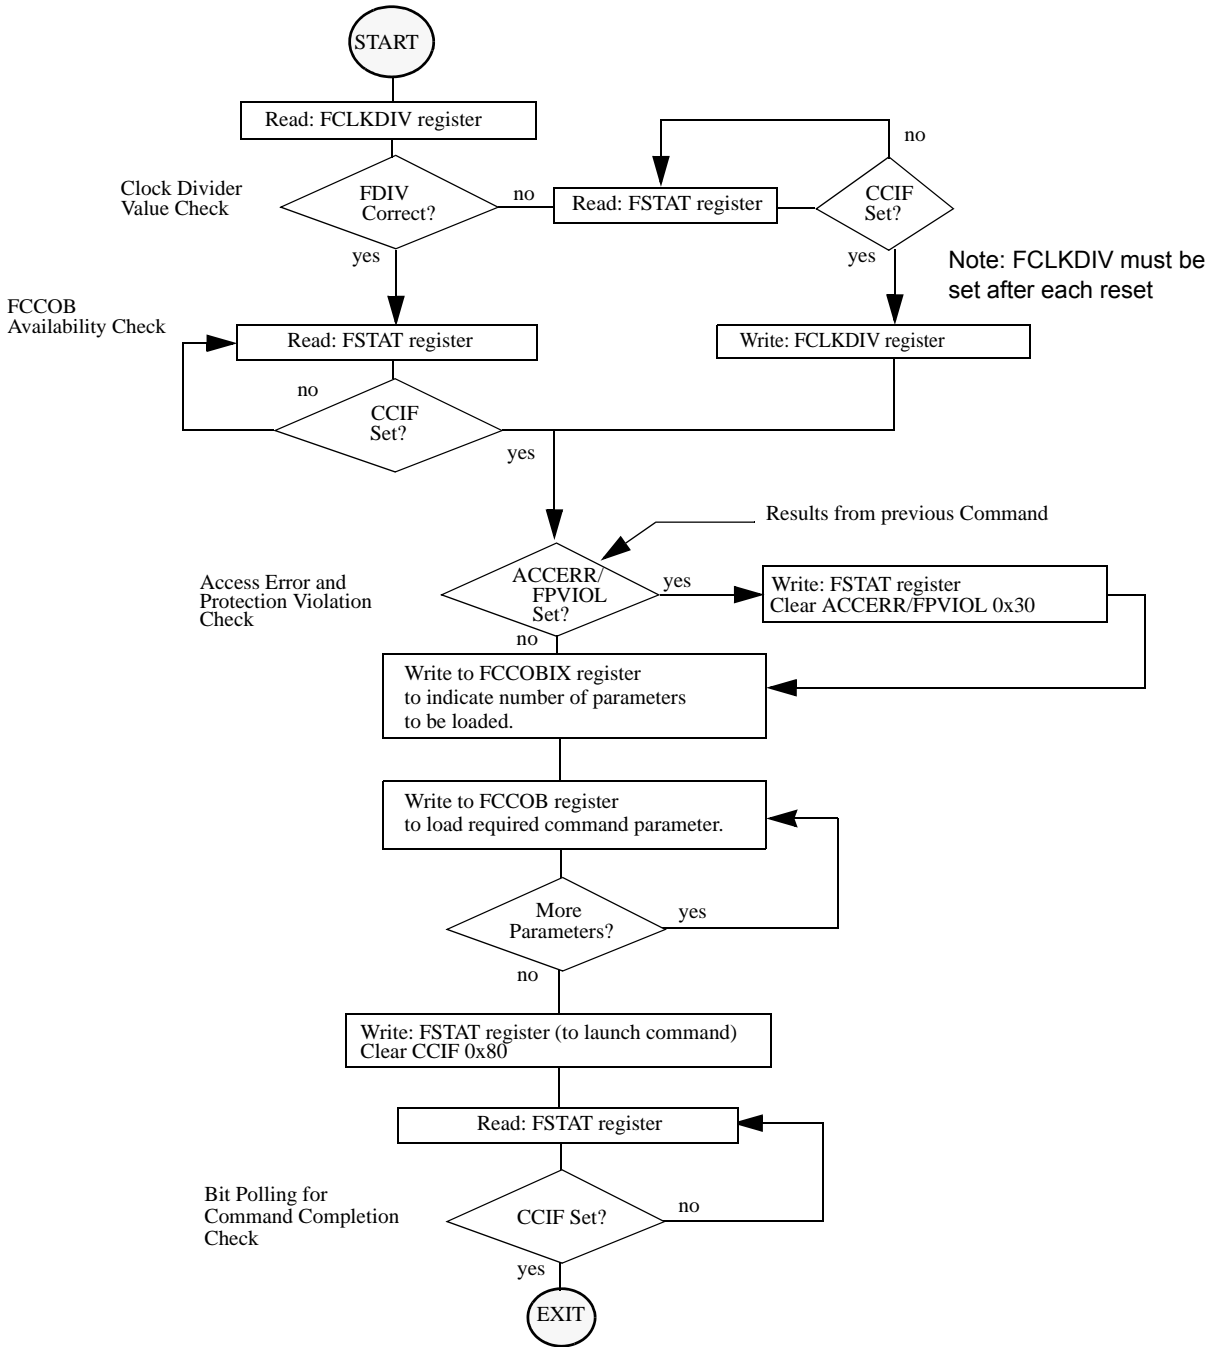 START
Read: FCLKDIV register
no
Clock Divider
Value Check
FDIV
Correct?
no
Read: FSTAT register
CCIF
Set?
yes
yes
Note: FCLKDIV must be
set after each reset
FCCOB
Availability Check
Read: FSTAT register
Write: FCLKDIV register
no
CCIF
Set?
yes
Results from previous Command
Access Error and
Protection Violation
Check
ACCERR/
FPVIOL
Set?
yes
Write: FSTAT register
Clear ACCERR/FPVIOL 0x30
no
Write to FCCOBIX register
to indicate number of parameters
to be loaded.
Write to FCCOB register
to load required command parameter.
More
Parameters?
yes
no
Write: FSTAT register (to launch command)
Clear CCIF 0x80
Read: FSTAT register
Bit Polling for
Command Completion
Check
CCIF Set?
no
yes
EXIT